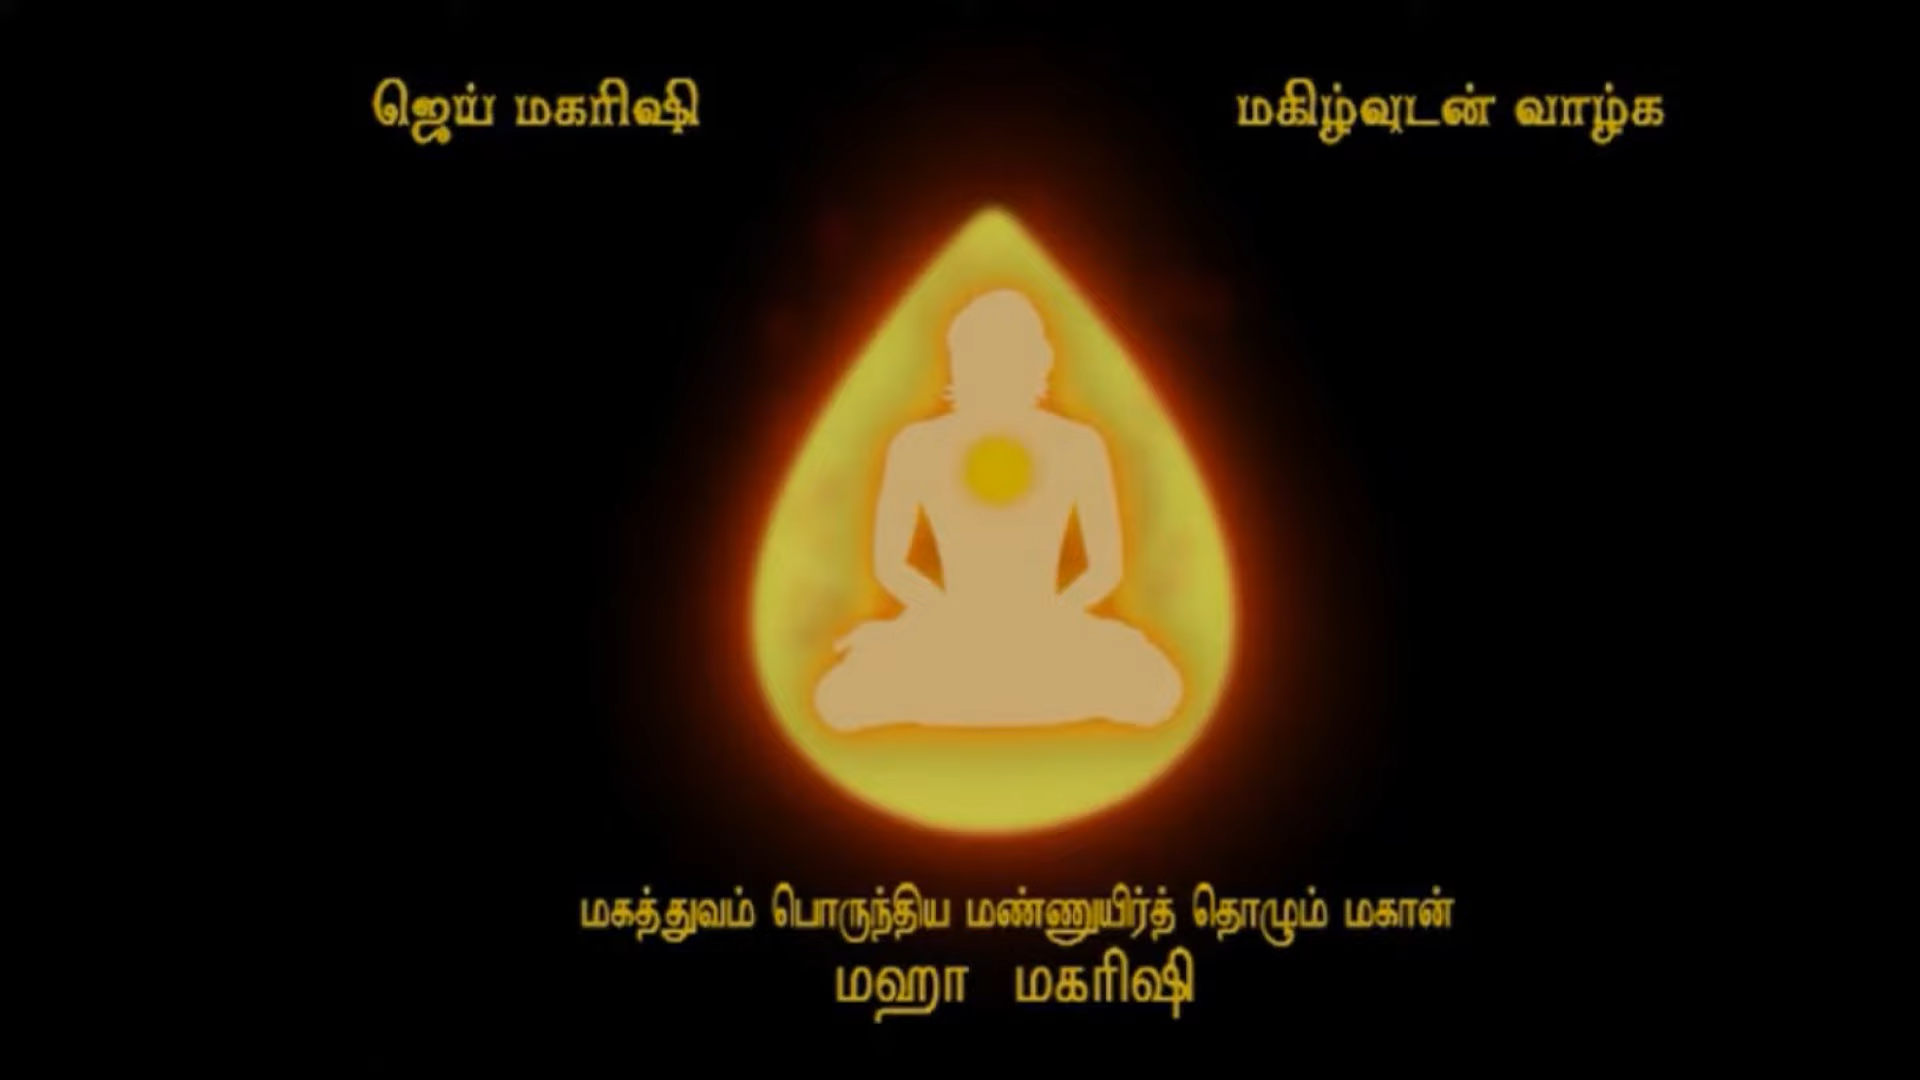 ஜெய் மகரிஷி
மகிழ்வுடன் வாழ்க
மகத்துவம் பொருந்திய மண்ணுயிர்த் தொழும் மகான்
மஹா மகரிஷி